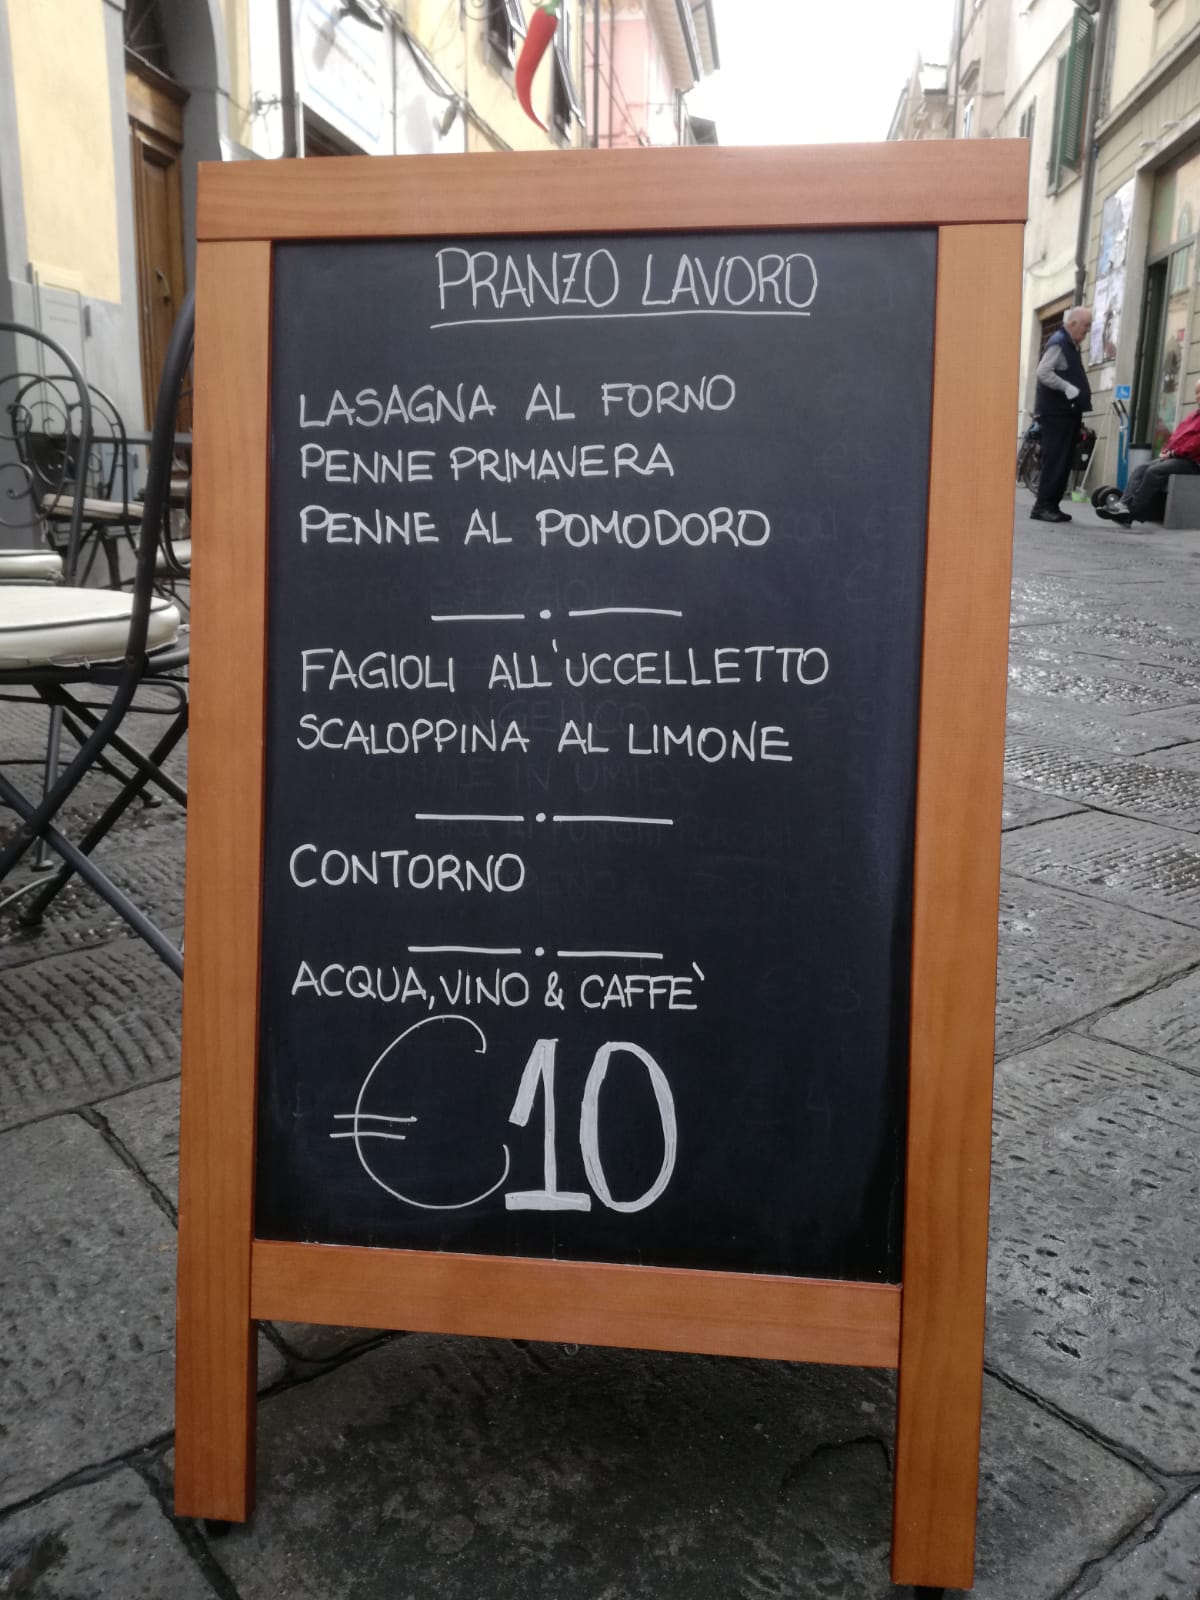 PRANZO LAVORO
LASAGNA AL FORNO
PENNE PRIMAVERA
PENNE AL POMODORO
FAGIOLI ALL'UCCELLETTO
SCALOPPINA AL LIMONE
CONTORNO
ACQUA, VINO & CAFFE`
€10